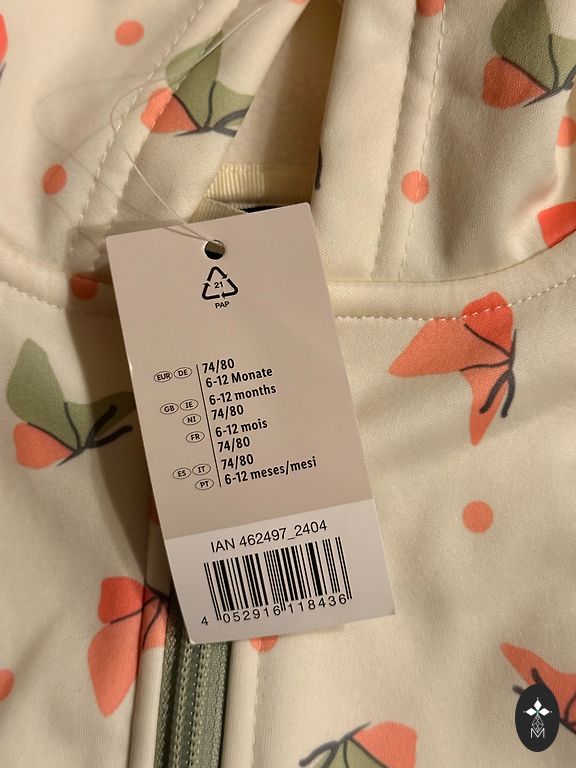 21
PAP
EUR DE 74/80
6-12 Monate
GB IE 6-12 months
NI 74/80
FR 6-12 mois
74/80
ES IT 74/80
PT 6-12 meses/mesi
IAN 462497_2404
4 052916 118436
M